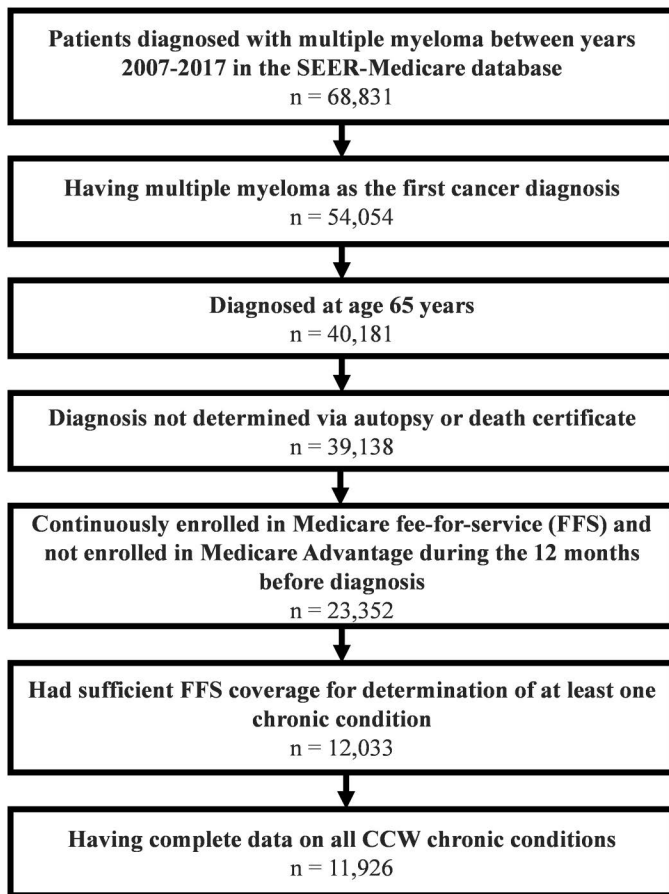 Patients diagnosed with multiple myeloma between years
2007-2017 in the SEER-Medicare database
n = 68,831
Having multiple myeloma as the first cancer diagnosis
n = 54,054
Diagnosed at age 65 years
n = 40,181
Diagnosis not determined via autopsy or death certificate
n = 39,138
Continuously enrolled in Medicare fee-for-service (FFS) and
not enrolled in Medicare Advantage during the 12 months
before diagnosis
n = 23,352
Had sufficient FFS coverage for determination of at least one
chronic condition
n = 12,033
Having complete data on all CCW chronic conditions
n = 11,926